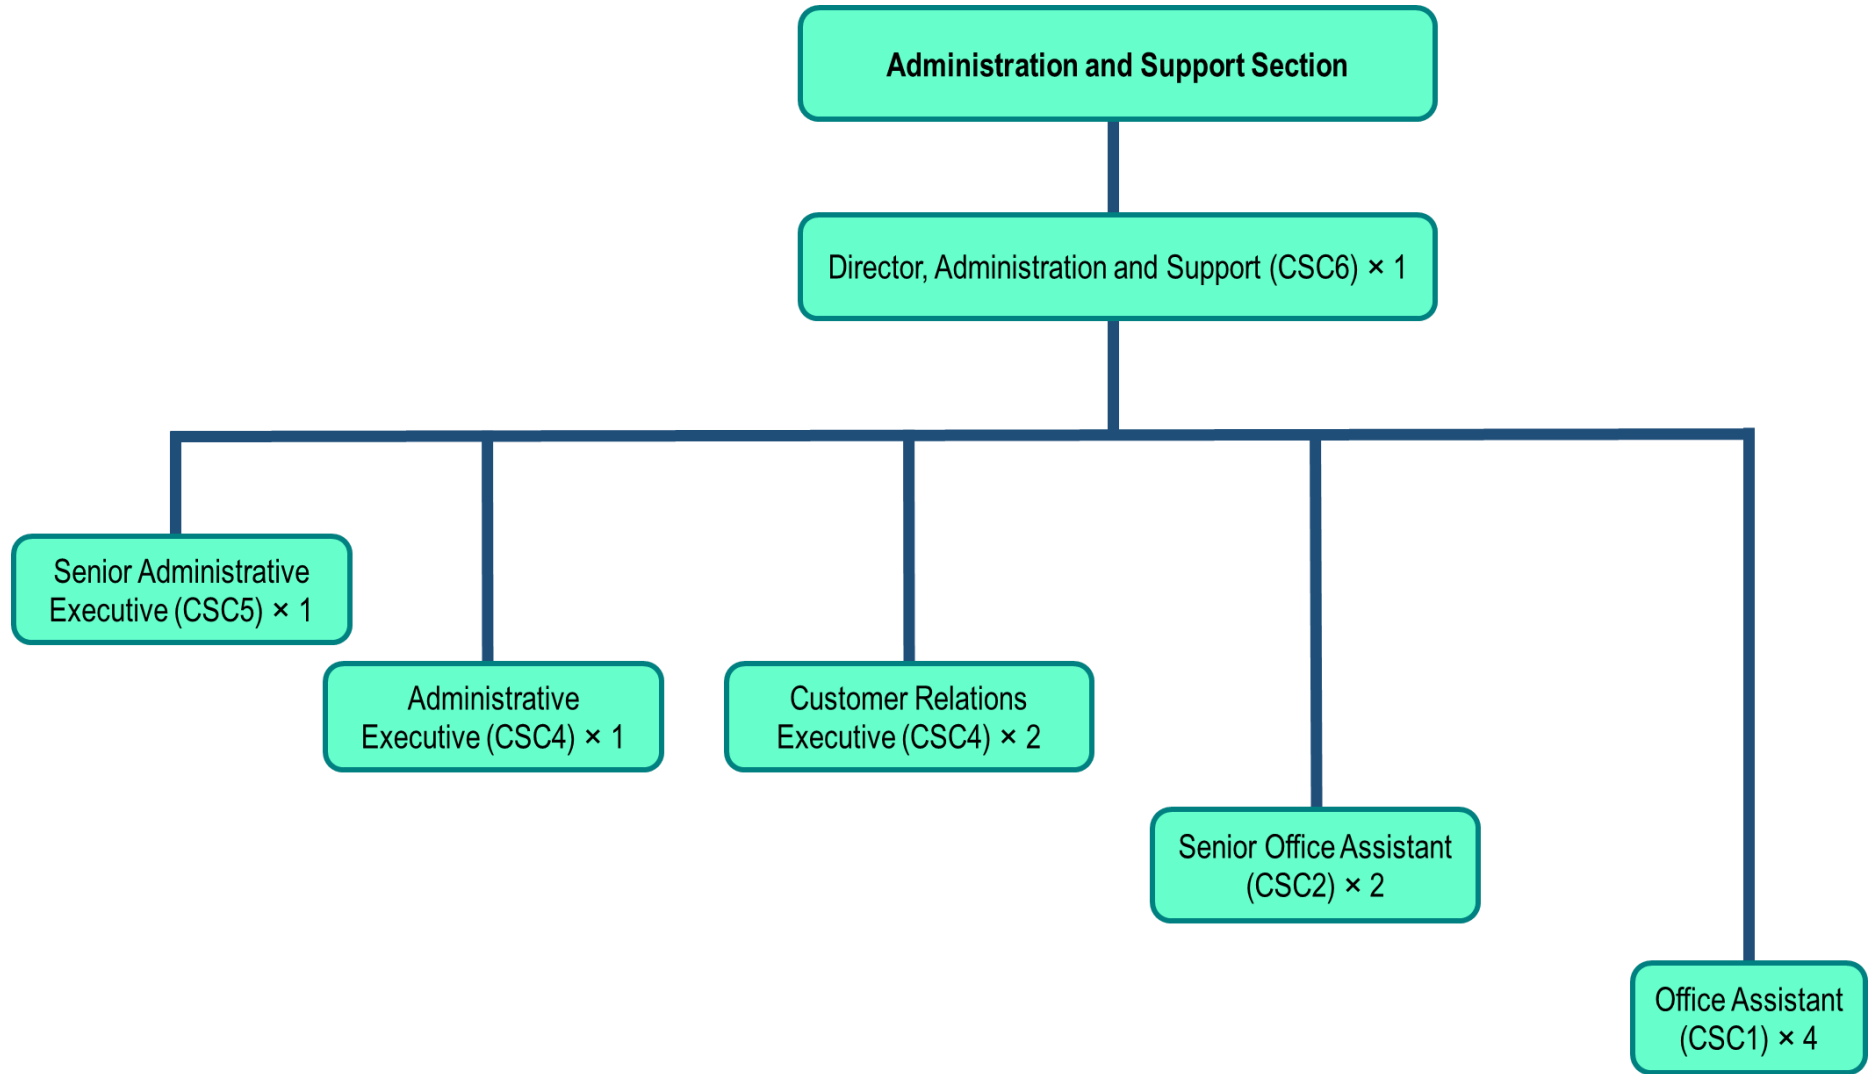 Administration and Support Section
Director, Administration and Support (CSC6) × 1
Senior Administrative
Executive (CSC5) × 1
Administrative
Executive (CSC4) × 1
Customer Relations
Executive (CSC4) × 2
Senior Office Assistant
(CSC2) × 2
Office Assistant
(CSC1) × 4